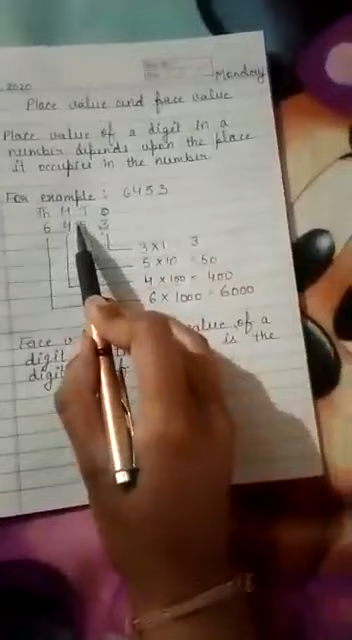 2020
Monday
Place value and face value
Place value of a digit in a
number depends upon the place
it occupies in the number
For example : 6453
Th H T O
6 4 5 3
3 x 1 3
5 x 10 = 50
4 x 100 = 400
6 x 1000 = 6000
Face value of a
digit is the
digit